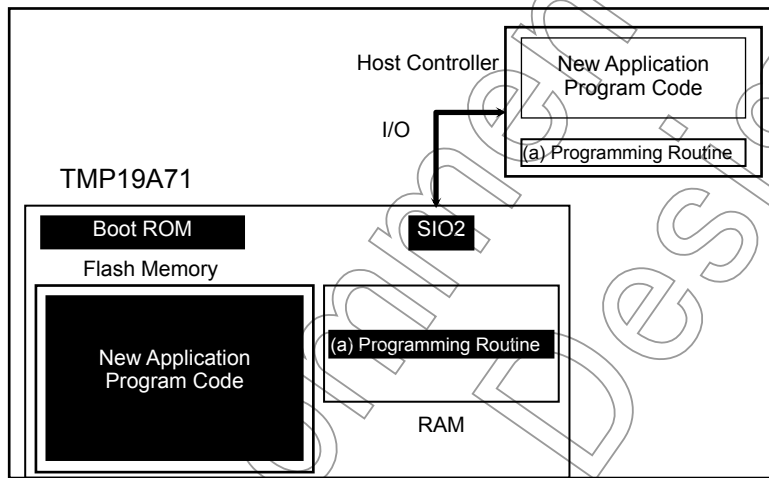 Host Controller
New Application
Program Code
(a) Programming Routine
I/O
TMP19A71
Boot ROM
SIO2
Flash Memory
New Application
Program Code
(a) Programming Routine
RAM